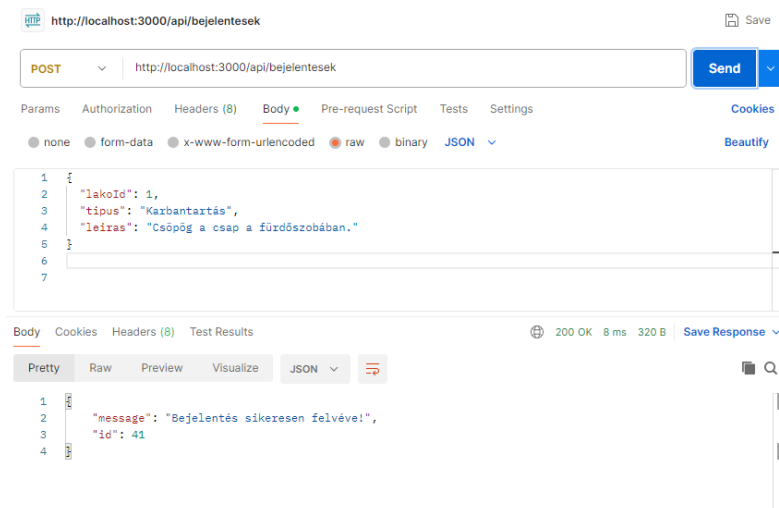 HTTP http://localhost:3000/api/bejelentesek Save
POST http://localhost:3000/api/bejelentesek Send
Params Authorization Headers (8) Body Pre-request Script Tests Settings Cookies
none form-data x-www-form-urlencoded raw binary JSON Beautify
1 {
2 "lakoId": 1,
3 "tipus": "Karbantartás",
4 "leiras": "Csöpög a csap a fürdőszobában."
5 }
6
7
Body Cookies Headers (8) Test Results 200 OK 8 ms 320 B Save Response
Pretty Raw Preview Visualize JSON
1 {
2 "message": "Bejelentés sikeresen felvéve!",
3 "id": 41
4 }